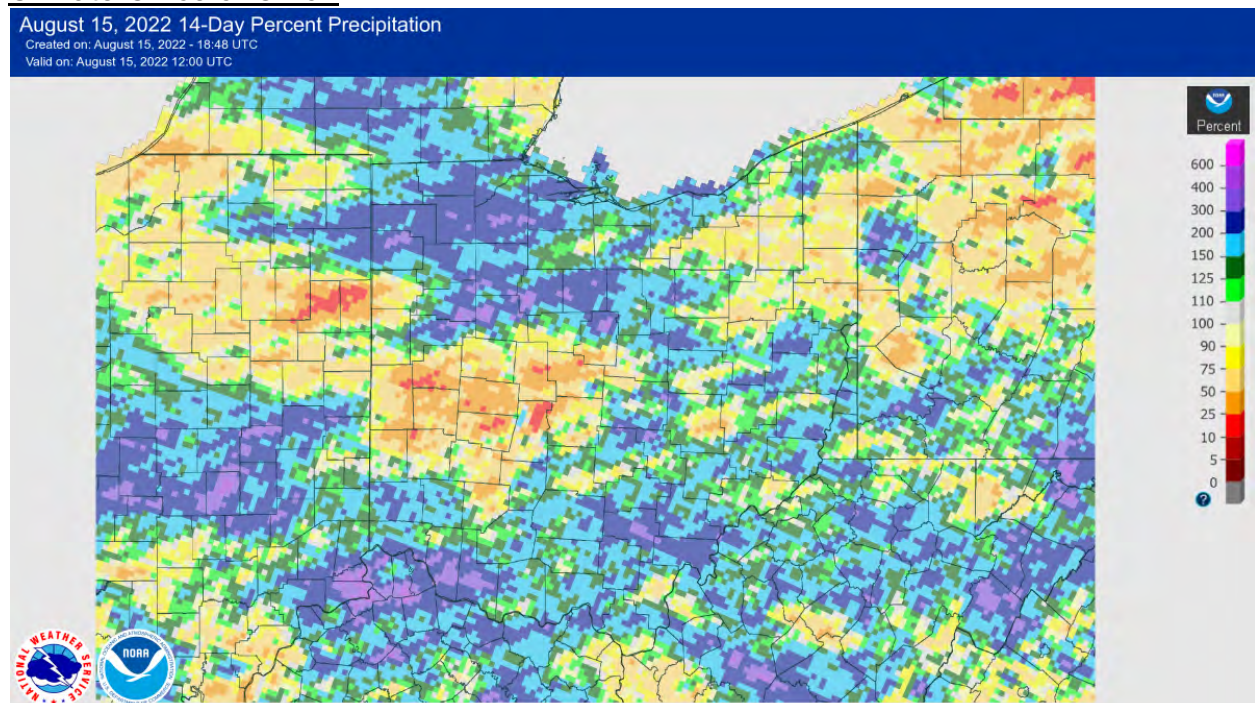 August 15, 2022 14-Day Percent Precipitation
Created on: August 15, 2022 - 18:48 UTC
Valid on: August 15, 2022 12:00 UTC
NOAA
Percent
600
400
300
200
150
125
110
100
90
75
50
25
10
5
0
?
NATIONAL WEATHER SERVICE
NOAA